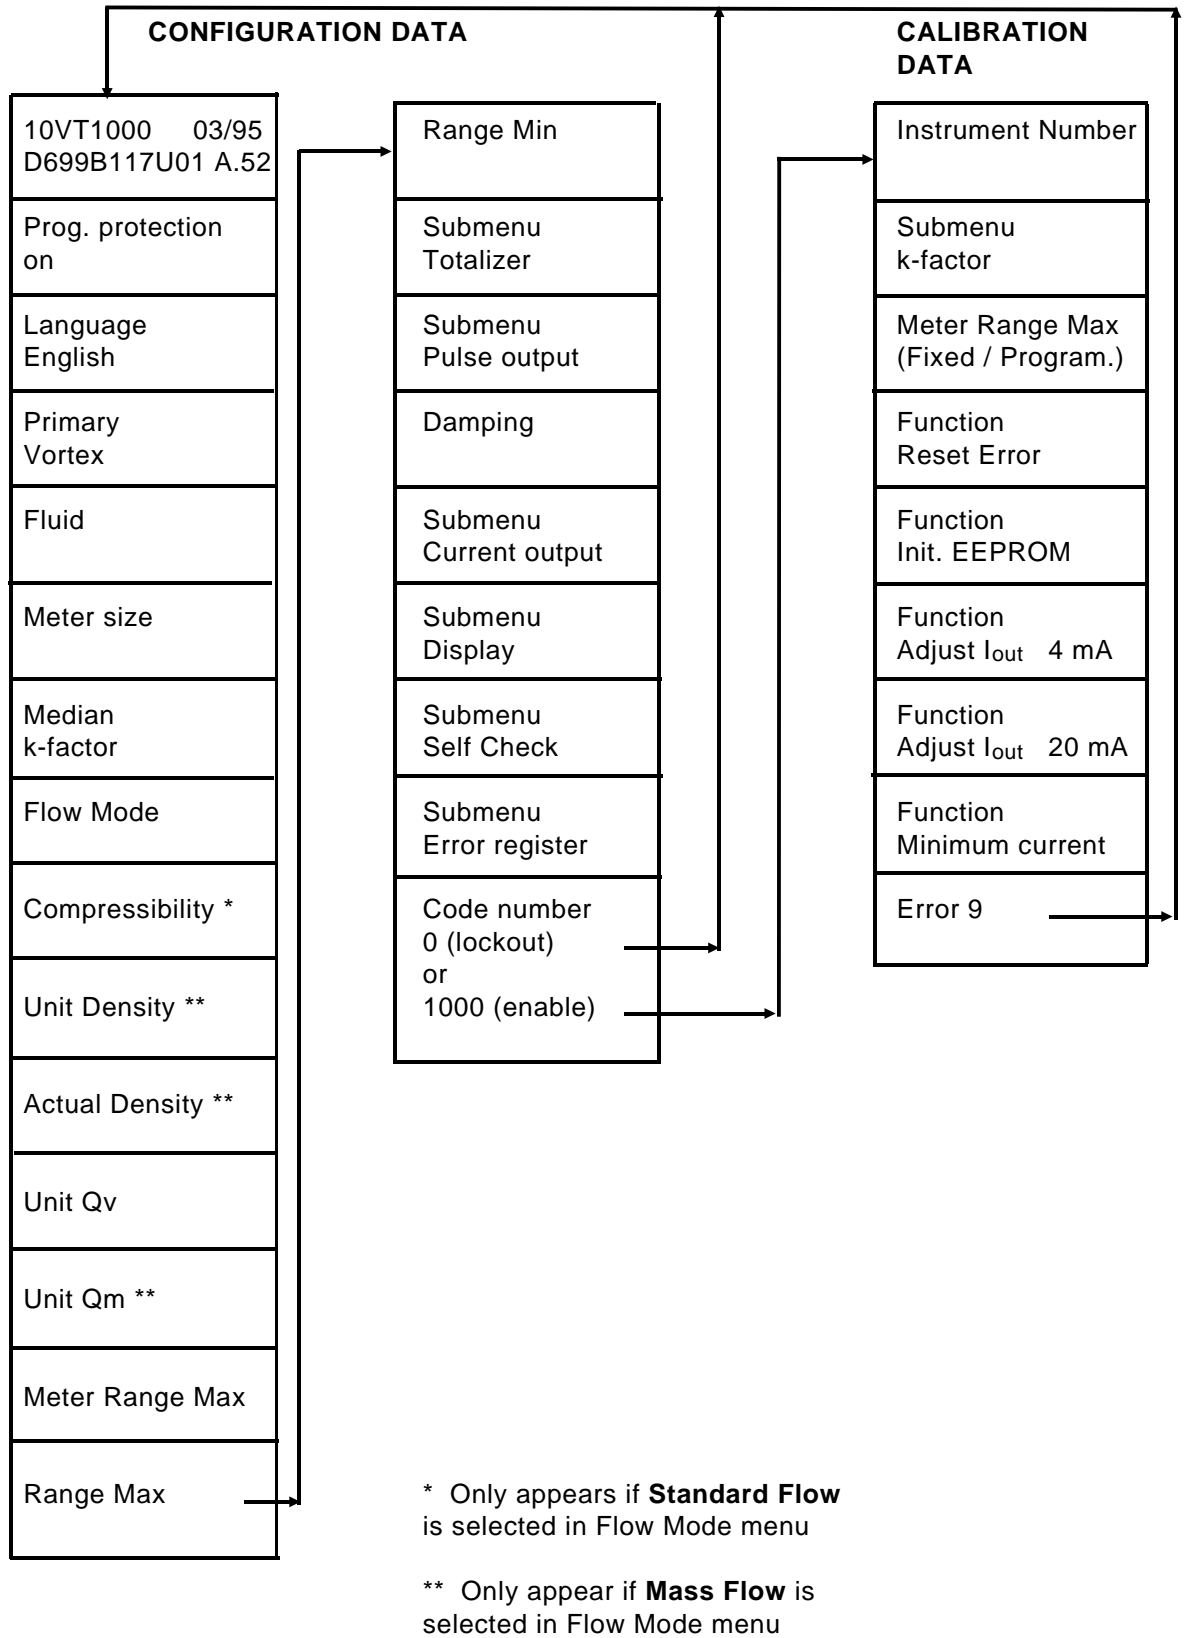 CONFIGURATION DATA
10VT1000 03/95
D699B117U01 A.52
Prog. protection
on
Language
English
Primary
Vortex
Fluid
Meter size
Median
k-factor
Flow Mode
Compressibility *
Unit Density **
Actual Density **
Unit Qv
Unit Qm **
Meter Range Max
Range Max
Range Min
Submenu
Totalizer
Submenu
Pulse output
Damping
Submenu
Current output
Submenu
Display
Submenu
Self Check
Submenu
Error register
Code number
0 (lockout)
or
1000 (enable)
CALIBRATION
DATA
Instrument Number
Submenu
k-factor
Meter Range Max
(Fixed / Program.)
Function
Reset Error
Function
Init. EEPROM
Function
Adjust Iout 4 mA
Function
Adjust Iout 20 mA
Function
Minimum current
Error 9
* Only appears if Standard Flow
is selected in Flow Mode menu
** Only appear if Mass Flow is
selected in Flow Mode menu